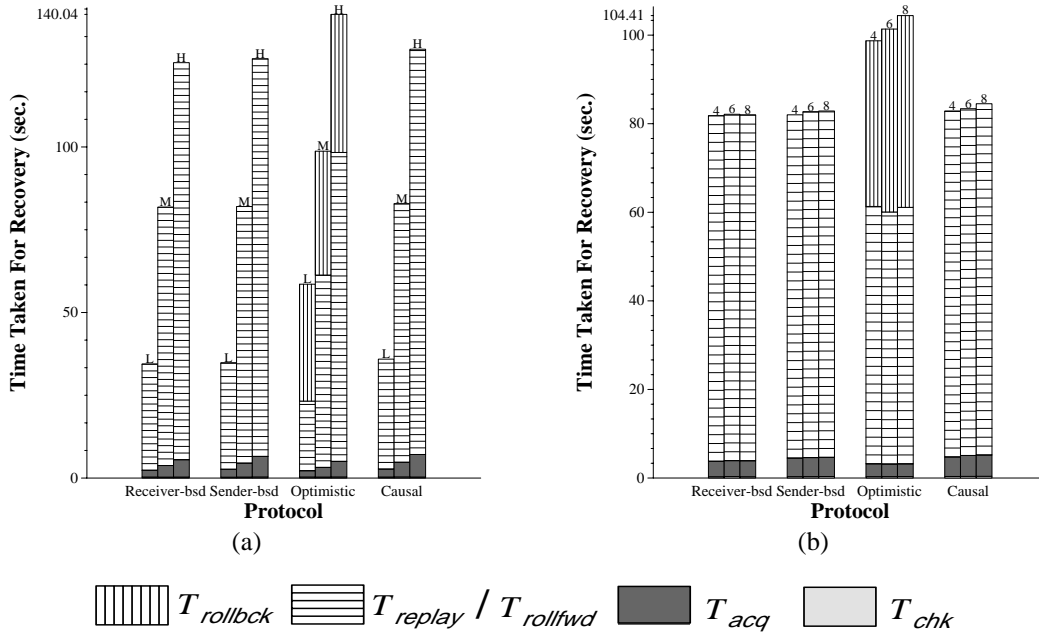 140.04
100
50
0
Time Taken For Recovery (sec.)
L
M
H
L
M
H
L
M
H
L
M
H
Receiver-bsd Sender-bsd Optimistic Causal
Protocol
(a)
104.41
100
80
60
40
20
0
Time Taken For Recovery (sec.)
4 6 8
4 6 8
4 6 8
4 6 8
Receiver-bsd Sender-bsd Optimistic Causal
Protocol
(b)
T rollbck T replay / T rollfwd T acq T chk